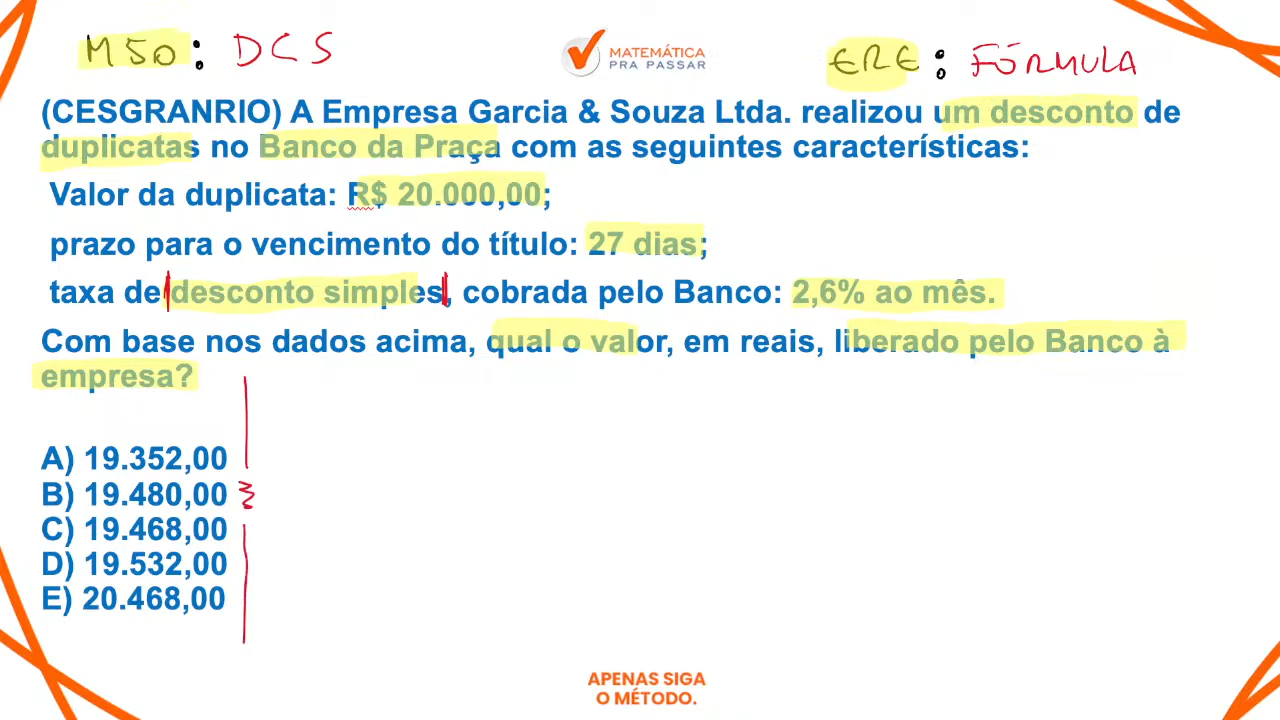 M50: DCS
MATEMÁTICA
PRA PASSAR
ERE: FÓRMULA
(CESGRANRIO) A Empresa Garcia & Souza Ltda. realizou um desconto de
duplicatas no Banco da Praça com as seguintes características:
Valor da duplicata: R$ 20.000,00;
prazo para o vencimento do título: 27 dias;
taxa de desconto simples, cobrada pelo Banco: 2,6% ao mês.
Com base nos dados acima, qual o valor, em reais, liberado pelo Banco à
empresa?
A) 19.352,00
B) 19.480,00
C) 19.468,00
D) 19.532,00
E) 20.468,00
APENAS SIGA
O MÉTODO.